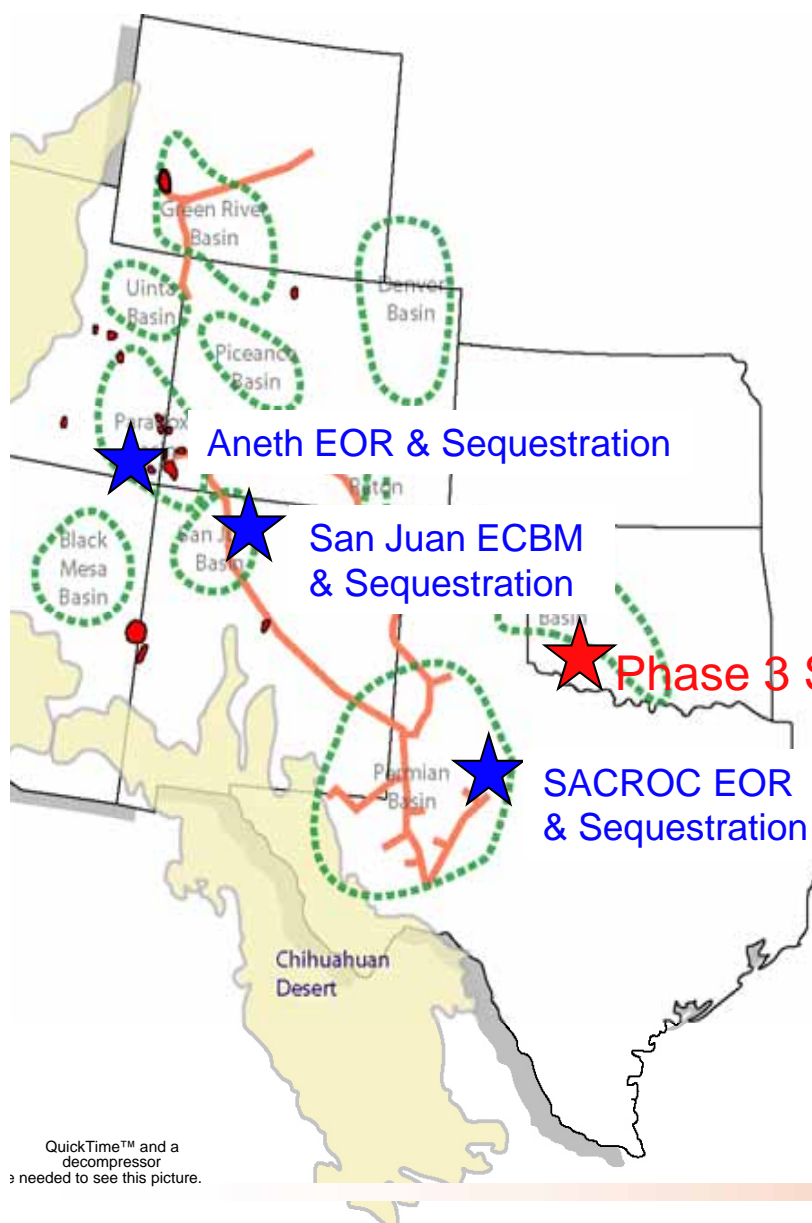 Green River
Basin
Uinta
Basin
Denver
Basin
Piceance
Basin
Aneth EOR & Sequestration
Raton
San Juan ECBM
& Sequestration
Black
Mesa
Basin
San
Basin
Basin
Phase 3 S
Permian
Basin
SACROC EOR
& Sequestration
Chihuahuan
Desert
QuickTime™ and a
decompressor
e needed to see this picture.